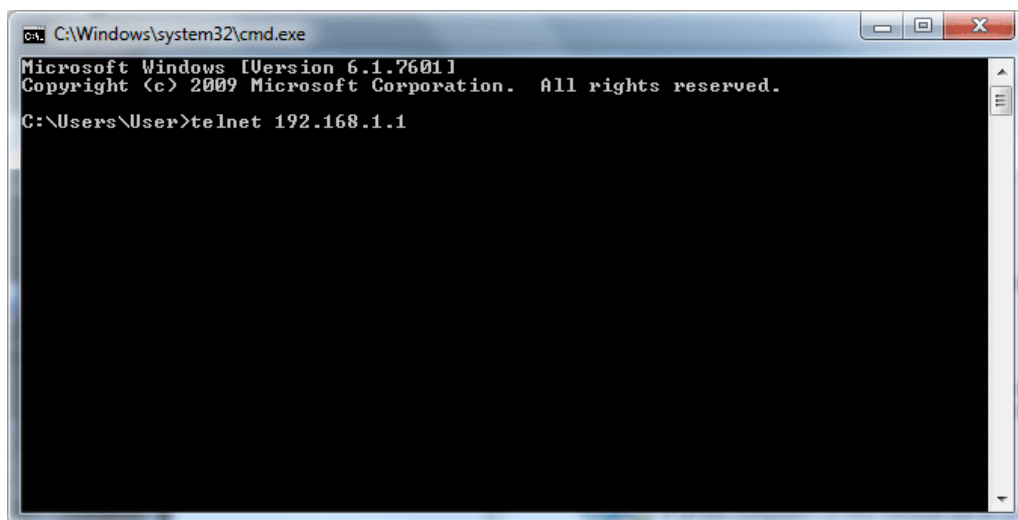 C:\Windows\system32\cmd.exe
Microsoft Windows [Version 6.1.7601]
Copyright (c) 2009 Microsoft Corporation.  All rights reserved.
C:\Users\User>telnet 192.168.1.1